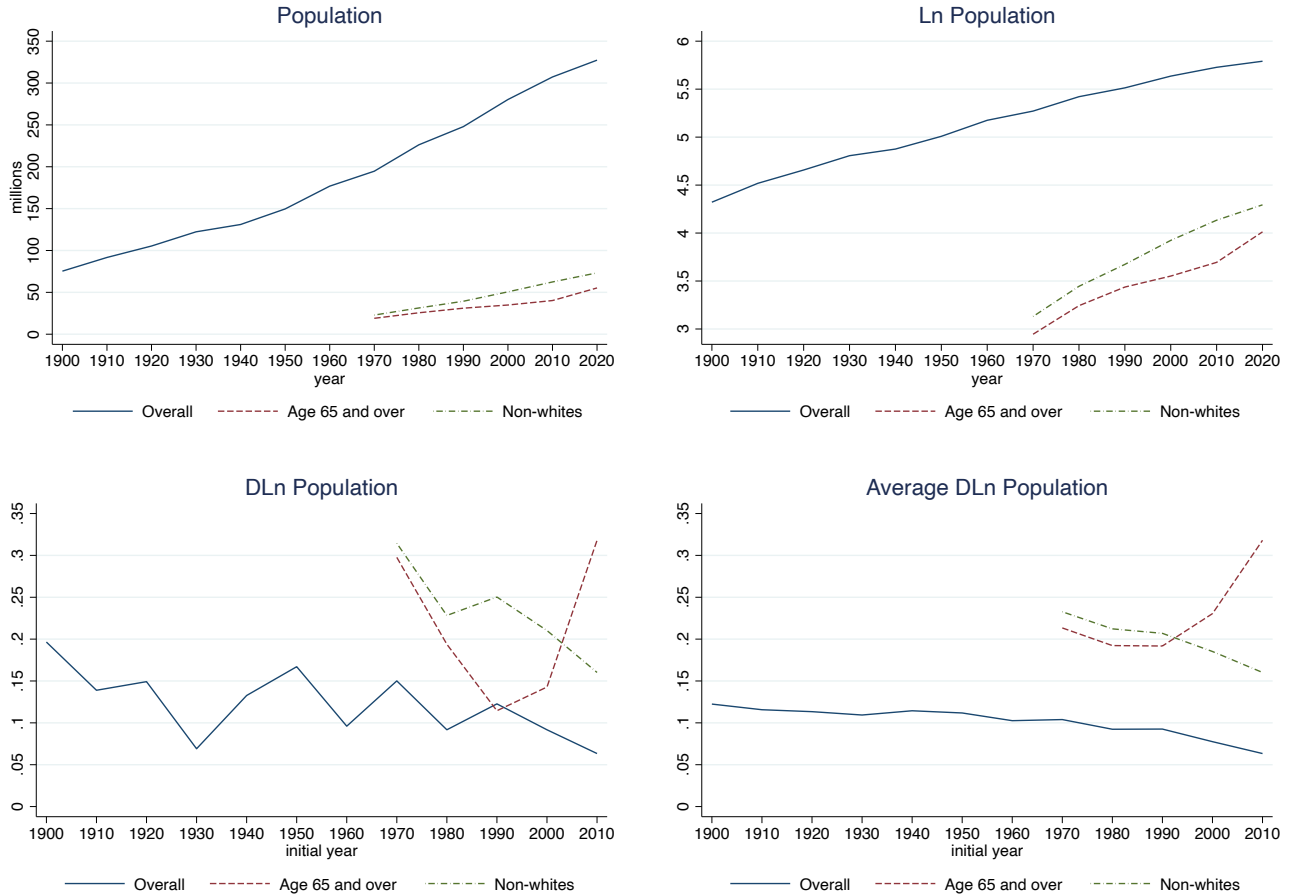 Population
350
300
250
200
150
100
50
0
millions
1900 1910 1920 1930 1940 1950 1960 1970 1980 1990 2000 2010 2020
year
Overall Age 65 and over Non-whites
Ln Population
6
5.5
5
4.5
4
3.5
3
1900 1910 1920 1930 1940 1950 1960 1970 1980 1990 2000 2010 2020
year
Overall Age 65 and over Non-whites
DLn Population
.35
.3
.25
.2
.15
.1
.05
0
1900 1910 1920 1930 1940 1950 1960 1970 1980 1990 2000 2010
initial year
Overall Age 65 and over Non-whites
Average DLn Population
.35
.3
.25
.2
.15
.1
.05
0
1900 1910 1920 1930 1940 1950 1960 1970 1980 1990 2000 2010
initial year
Overall Age 65 and over Non-whites